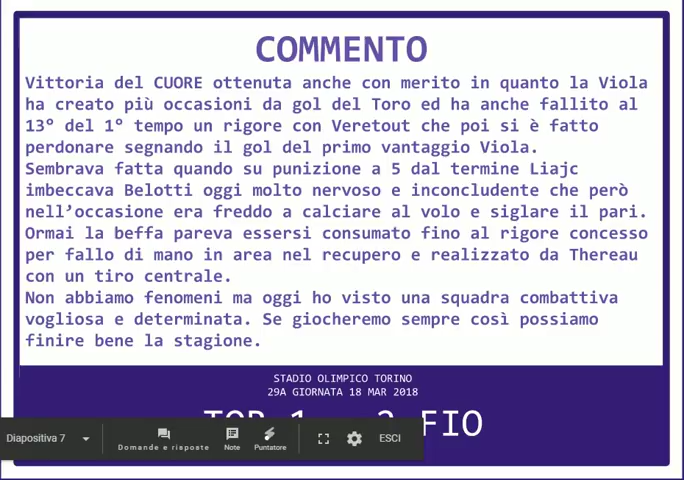 COMMENTO
Vittoria del CUORE ottenuta anche con merito in quanto la Viola
ha creato più occasioni da gol del Toro ed ha anche fallito al
13° del 1° tempo un rigore con Veretout che poi si è fatto
perdonare segnando il gol del primo vantaggio Viola.
Sembrava fatta quando su punizione a 5 dal termine Liajc
imbeccava Belotti oggi molto nervoso e inconcludente che però
nell'occasione era freddo a calciare al volo e siglare il pari.
Ormai la beffa pareva essersi consumato fino al rigore concesso
per fallo di mano in area nel recupero e realizzato da Thereau
con un tiro centrale.
Non abbiamo fenomeni ma oggi ho visto una squadra combattiva
vogliosa e determinata. Se giocheremo sempre così possiamo
finire bene la stagione.
STADIO OLIMPICO TORINO
29A GIORNATA 18 MAR 2018
TOR 1 - 2 FIO
Diapositiva 7
Domande e risposte
Note
Puntatore
ESCI